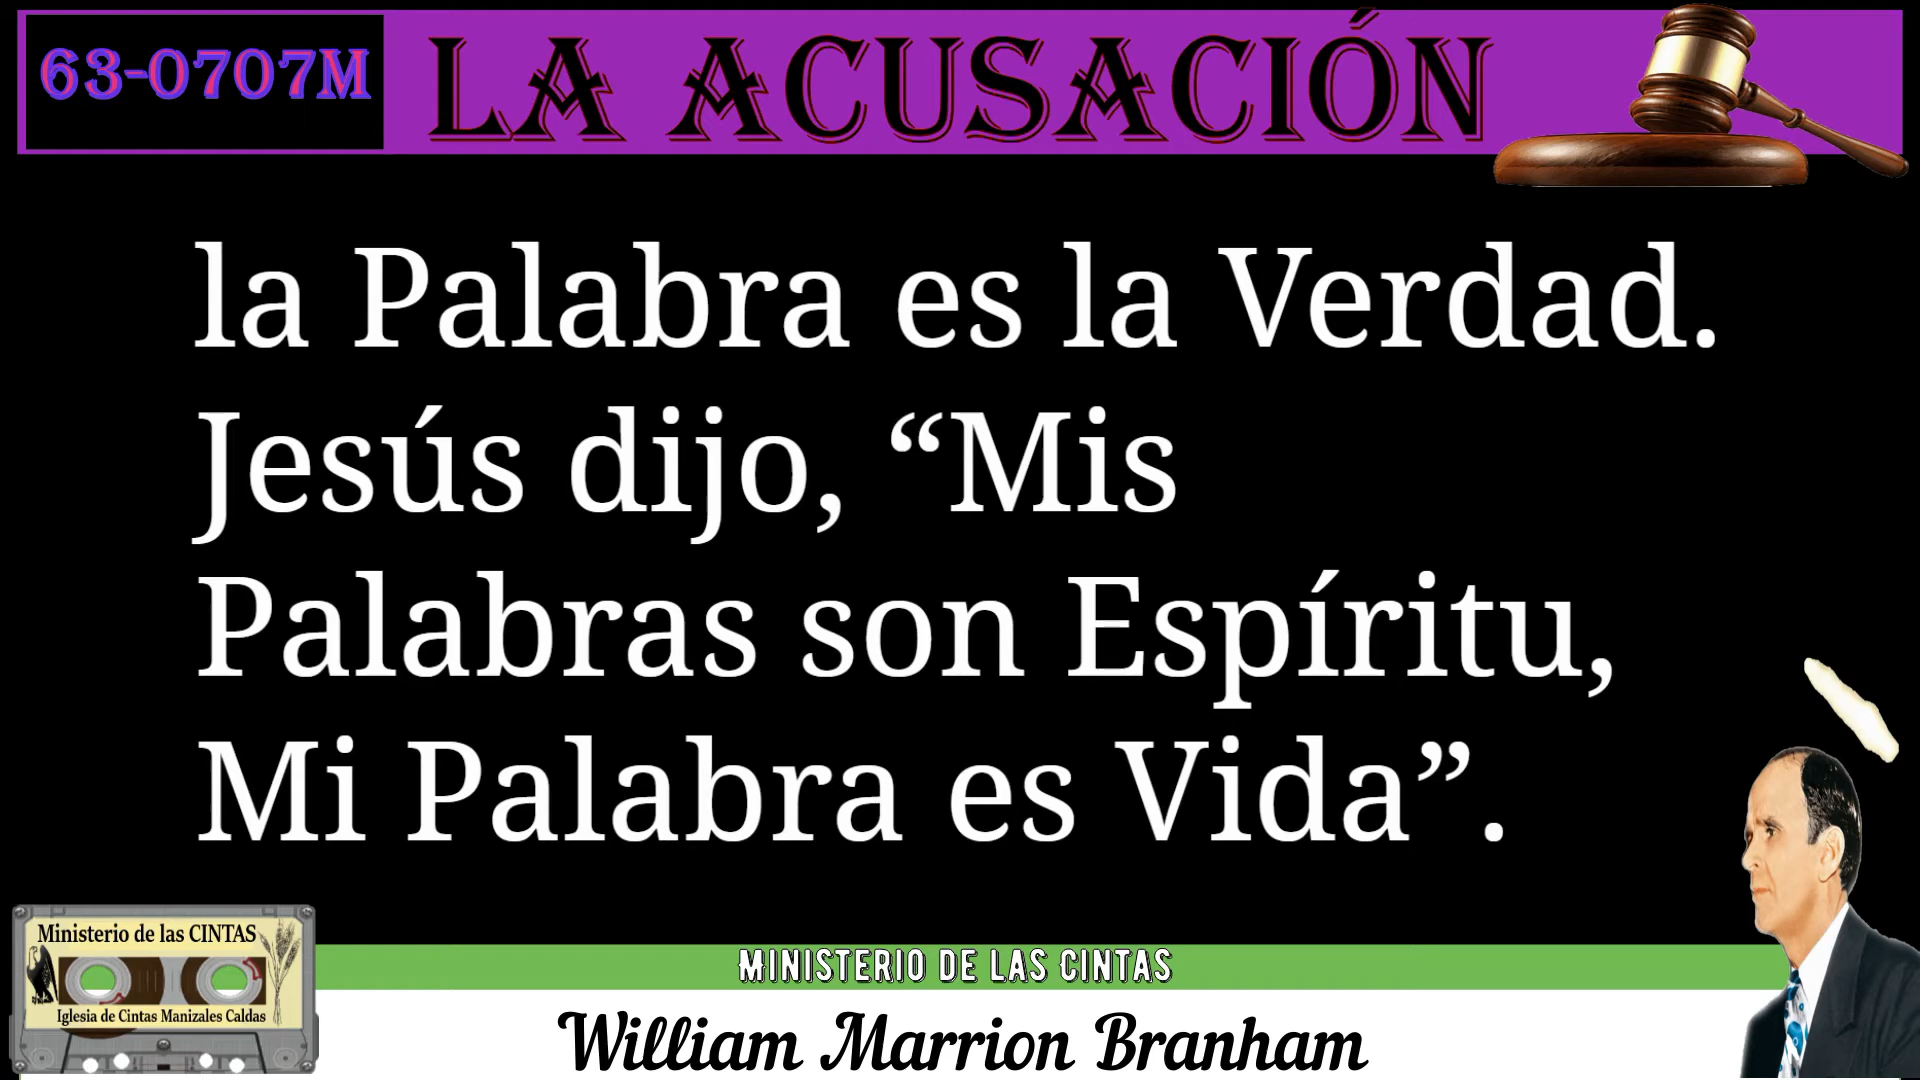 63-0707M
LA ACUSACIÓN
la Palabra es la Verdad.
Jesús dijo, “Mis
Palabras son Espíritu,
Mi Palabra es Vida”.
Ministerio de las CINTAS
Iglesia de Cintas Manizales Caldas
MINISTERIO DE LAS CINTAS
William Marrion Branham